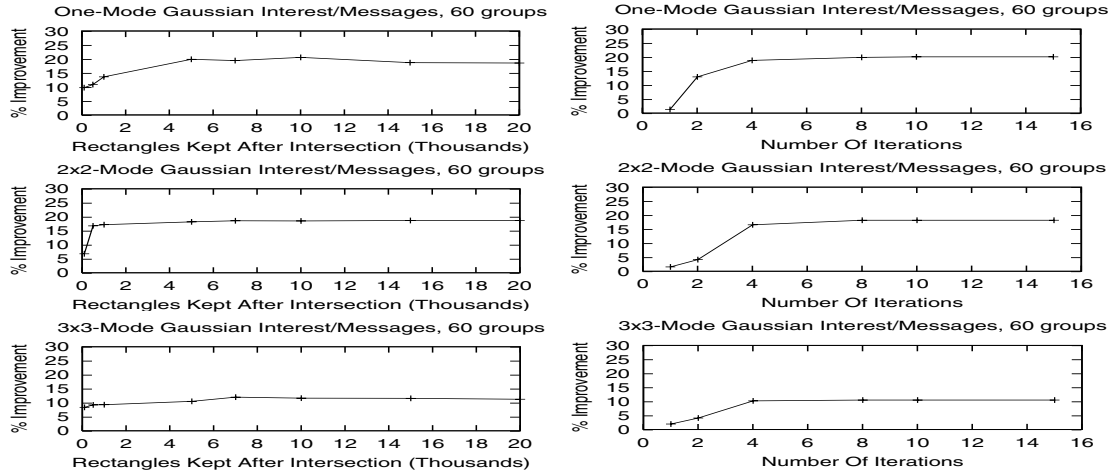 One-Mode Gaussian Interest/Messages, 60 groups
% Improvement
30
25
20
15
10
5
0
0 2 4 6 8 10 12 14 16 18 20
Rectangles Kept After Intersection (Thousands)
2x2-Mode Gaussian Interest/Messages, 60 groups
% Improvement
30
25
20
15
10
5
0
0 2 4 6 8 10 12 14 16 18 20
Rectangles Kept After Intersection (Thousands)
3x3-Mode Gaussian Interest/Messages, 60 groups
% Improvement
30
25
20
15
10
5
0
0 2 4 6 8 10 12 14 16 18 20
Rectangles Kept After Intersection (Thousands)
One-Mode Gaussian Interest/Messages, 60 groups
% Improvement
30
25
20
15
10
5
0
0 2 4 6 8 10 12 14 16
Number Of Iterations
2x2-Mode Gaussian Interest/Messages, 60 groups
% Improvement
30
25
20
15
10
5
0
0 2 4 6 8 10 12 14 16
Number Of Iterations
3x3-Mode Gaussian Interest/Messages, 60 groups
% Improvement
30
25
20
15
10
5
0
0 2 4 6 8 10 12 14 16
Number Of Iterations